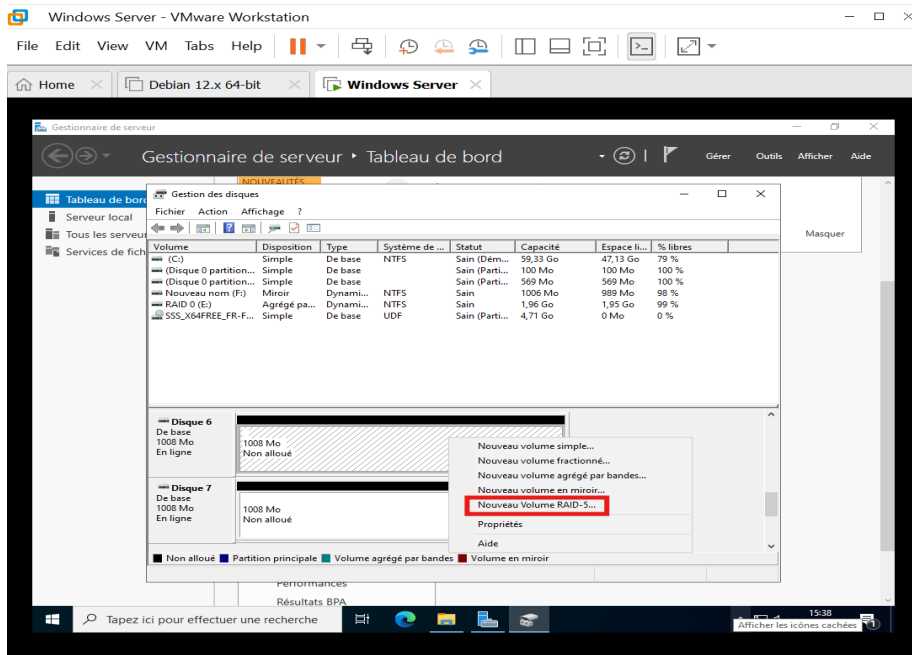 Windows Server - VMware Workstation
File Edit View VM Tabs Help
Home Debian 12.x 64-bit Windows Server
Gestionnaire de serveur
Gestionnaire de serveur Tableau de bord Gérer Outils Afficher Aide
NOUVEAUTÉS
Tableau de bord
Serveur local
Tous les serveur
Services de fich
Masquer
Gestion des disques
Fichier Action Affichage ?
Volume Disposition Type Système de ... Statut Capacité Espace li... % libres
(C:) Simple De base NTFS Sain (Dém... 59,33 Go 47,13 Go 79 %
(Disque 0 partition... Simple De base Sain (Parti... 100 Mo 100 Mo 100 %
(Disque 0 partition... Simple De base Sain (Parti... 569 Mo 569 Mo 100 %
Nouveau nom (F:) Miroir Dynami... NTFS Sain 1006 Mo 989 Mo 98 %
RAID 0 (E:) Agrégé pa... Dynami... NTFS Sain 1,96 Go 1,95 Go 99 %
SSS_X64FREE_FR-F... Simple De base UDF Sain (Parti... 4,71 Go 0 Mo 0 %
Disque 6
De base
1008 Mo
En ligne
1008 Mo
Non alloué
Disque 7
De base
1008 Mo
En ligne
1008 Mo
Non alloué
Nouveau volume simple...
Nouveau volume fractionné...
Nouveau volume agrégé par bandes...
Nouveau volume en miroir...
Nouveau Volume RAID-5...
Propriétés
Aide
Non alloué Partition principale Volume agrégé par bandes Volume en miroir
Performances
Résultats BPA
Tapez ici pour effectuer une recherche
15:38
Afficher les icônes cachées
1